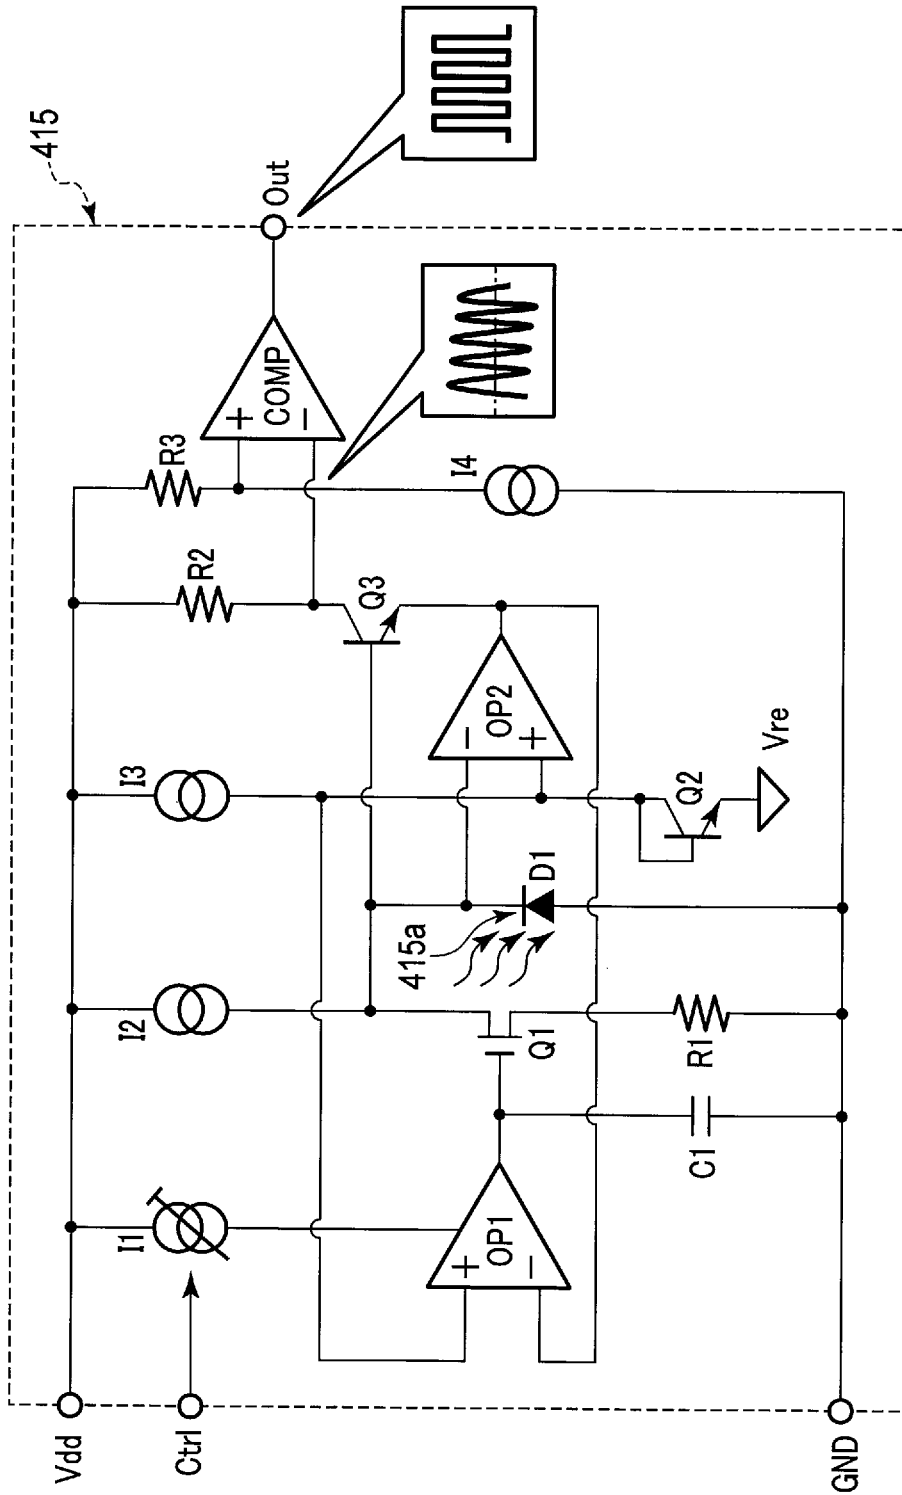 415
Vdd
Ctrl
GND
I1
I2
I3
R2
R3
+
−
COMP
Out
Q3
I4
−
+
OP2
+
−
OP1
Q1
415a
D1
Q2
Vre
C1
R1